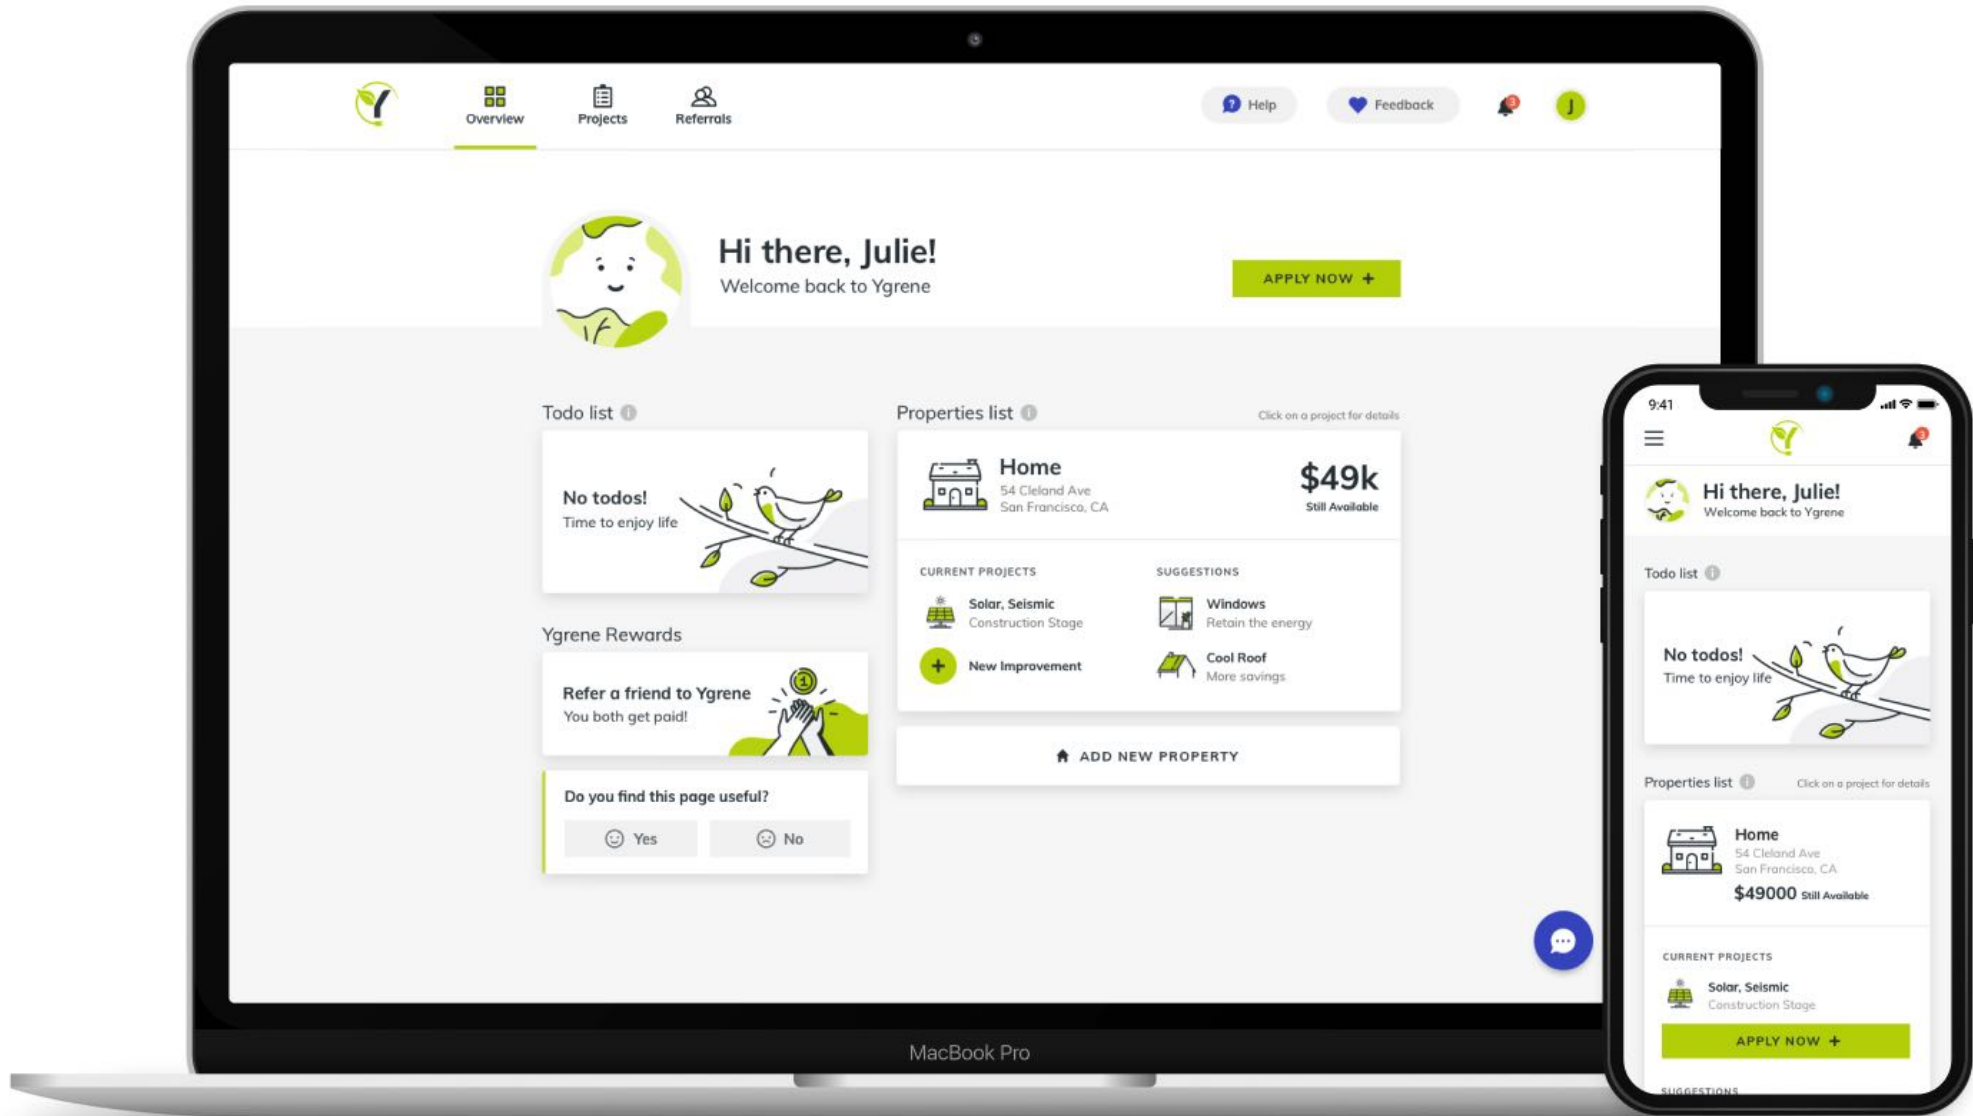 Overview
Projects
Referrals
? Help
Feedback
3
J
Hi there, Julie!
Welcome back to Ygrene
APPLY NOW +
Todo list i
No todos!
Time to enjoy life
Ygrene Rewards
Refer a friend to Ygrene
You both get paid!
1
Do you find this page useful?
Yes
No
Properties list i
Click on a project for details
Home
54 Cleland Ave
San Francisco, CA
$49k
Still Available
CURRENT PROJECTS
Solar, Seismic
Construction Stage
+ New Improvement
SUGGESTIONS
Windows
Retain the energy
Cool Roof
More savings
ADD NEW PROPERTY
MacBook Pro
9:41
3
Hi there, Julie!
Welcome back to Ygrene
Todo list i
No todos!
Time to enjoy life
Properties list i
Click on a project for details
Home
54 Cleland Ave
San Francisco, CA
$49000 Still Available
CURRENT PROJECTS
Solar, Seismic
Construction Stage
APPLY NOW +
SUGGESTIONS